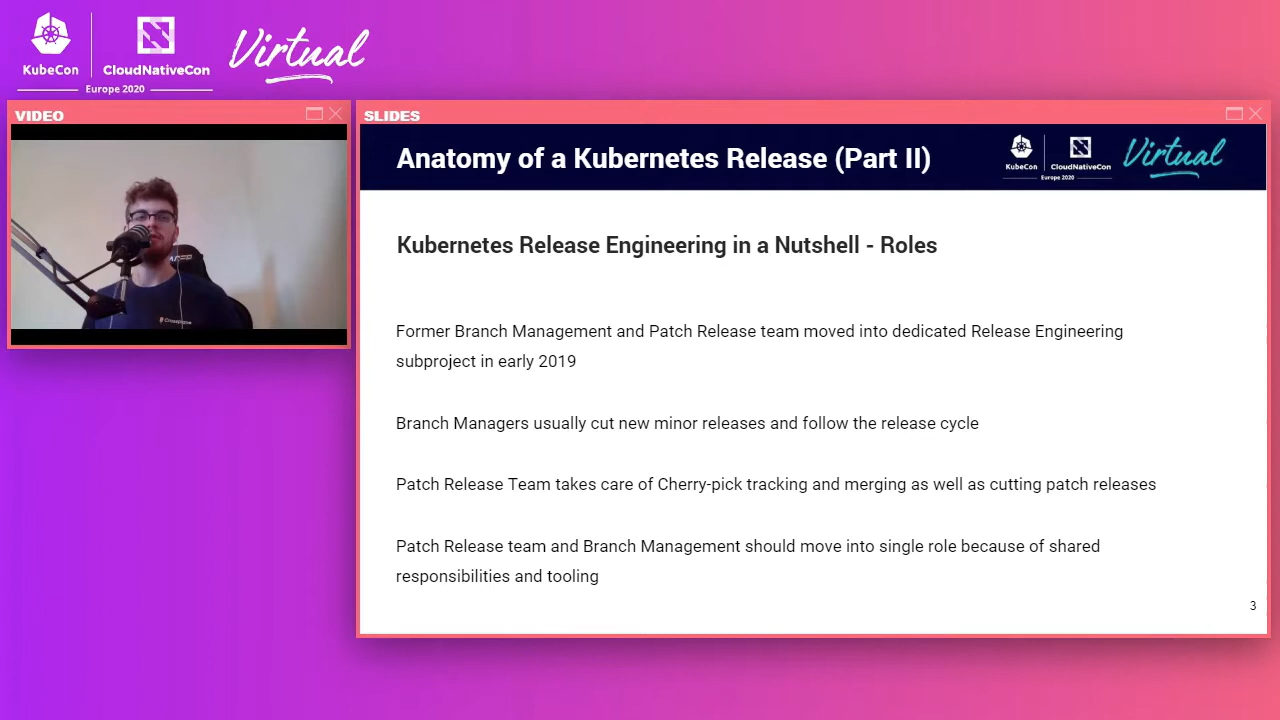 KubeCon
CloudNativeCon
Europe 2020
Virtual
VIDEO
SLIDES
Anatomy of a Kubernetes Release (Part II)
KubeCon
CloudNativeCon
Europe 2020
Virtual
Kubernetes Release Engineering in a Nutshell - Roles
Former Branch Management and Patch Release team moved into dedicated Release Engineering
subproject in early 2019
Branch Managers usually cut new minor releases and follow the release cycle
Patch Release Team takes care of Cherry-pick tracking and merging as well as cutting patch releases
Patch Release team and Branch Management should move into single role because of shared
responsibilities and tooling
3